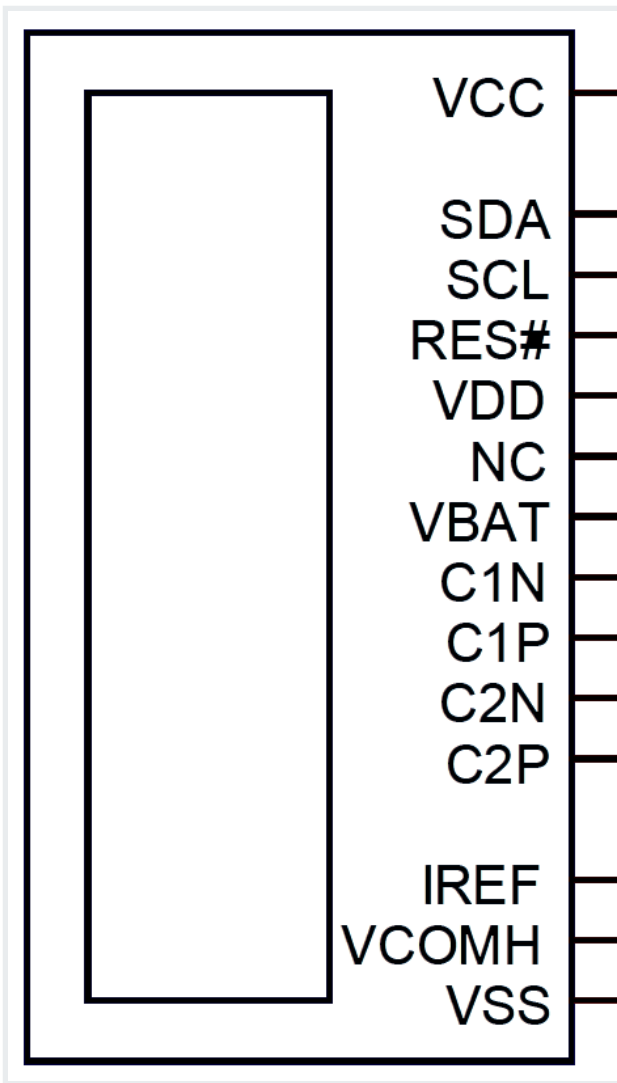 VCC
SDA
SCL
RES#
VDD
NC
VBAT
C1N
C1P
C2N
C2P
IREF
VCOMH
VSS